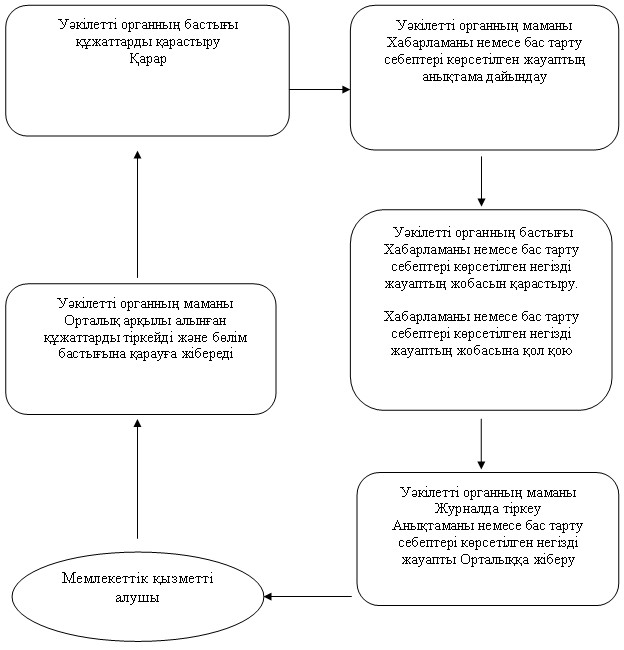 Уәкілетті органның бастығы
құжаттарды қарастыру
Қарар
Уәкілетті органның маманы
Хабарламаны немесе бас тарту
себептері көрсетілген жауаптың
анықтама дайындау
Уәкілетті органның бастығы
Хабарламаны немесе бас тарту
себептері көрсетілген негізді
жауаптың жобасын қарастыру.
Хабарламаны немесе бас тарту
себептері көрсетілген негізді
жауаптың жобасына қол қою
Уәкілетті органның маманы
Орталық арқылы алынған
құжаттарды тіркейді және бөлім
бастығына қарауға жібереді
Уәкілетті органның маманы
Журналда тіркеу
Анықтаманы немесе бас тарту
себептері көрсетілген негізді
жауапты Орталыққа жіберу
Мемлекеттік қызметті
алушы